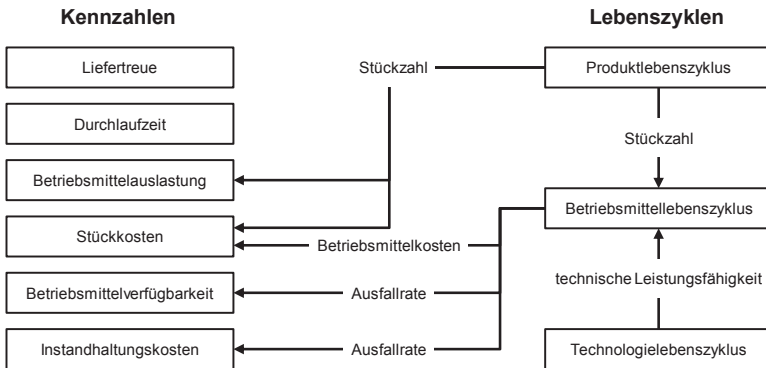 Kennzahlen
Lebenszyklen
Liefertreue
Stückzahl
Produktlebenszyklus
Durchlaufzeit
Stückzahl
Betriebsmittelauslastung
Betriebsmittellebenszyklus
Stückkosten
Betriebsmittelkosten
technische Leistungsfähigkeit
Betriebsmittelverfügbarkeit
Ausfallrate
Instandhaltungskosten
Ausfallrate
Technologielebenszyklus